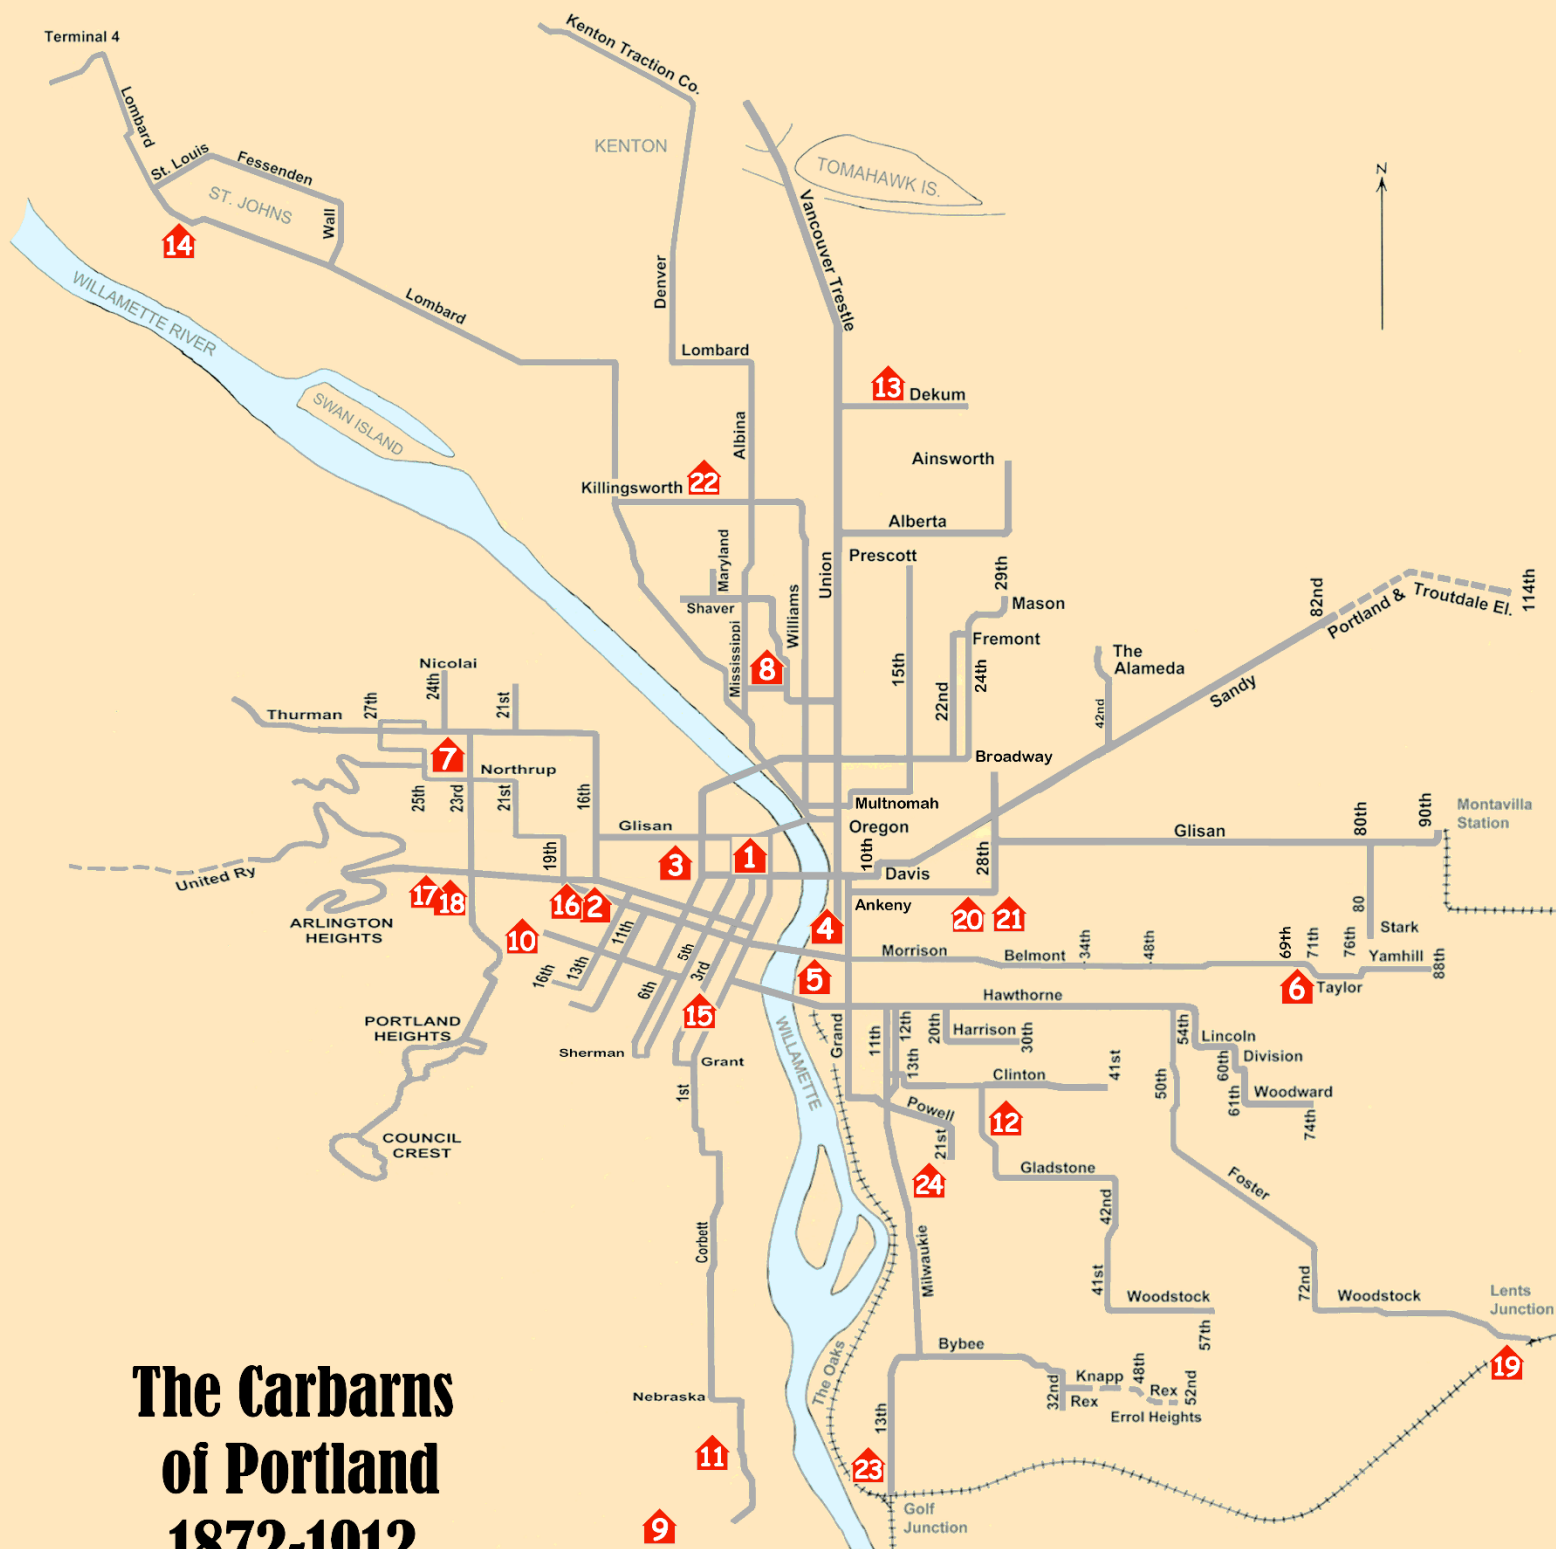 Terminal 4
Kenton Traction Co.
Lombard
KENTON
TOMAHAWK IS.
N
St. Louis
Fessenden
ST. JOHNS
Wall
14
Vancouver Trestle
WILLAMETTE RIVER
Lombard
Denver
Lombard
SWAN ISLAND
13
Dekum
Albina
Ainsworth
Killingsworth
22
Alberta
Maryland
Union
Prescott
29th
Shaver
Williams
Mason
82nd
Portland &
Troutdale El.
114th
Mississippi
Fremont
Nicolai
8
15th
24th
The
Alameda
24th
27th
21st
22nd
42nd
Sandy
Thurman
7
Northrup
Broadway
25th
23rd
21st
16th
Multnomah
80th
90th
Montavilla
Station
Glisan
Oregon
Glisan
19th
3
1
10th
28th
Davis
United Ry
17
18
16
2
Ankeny
20
21
80
ARLINGTON
HEIGHTS
10
11th
4
Stark
5th
Morrison
Belmont
34th
48th
69th
71th
76th
Yamhill
88th
16th
13th
6th
3rd
5
6
Taylor
Hawthorne
15
PORTLAND
HEIGHTS
WILLAMETTE
Grand
11th
12th
20th
Harrison
30th
54th
Lincoln
Sherman
Grant
13th
Division
41st
60th
Clinton
1st
50th
61th
Woodward
Powell
12
74th
COUNCIL
CREST
21st
24
Gladstone
Foster
42nd
Corbett
Milwaukie
41st
Woodstock
72nd
Woodstock
Lents
Junction
57th
Bybee
19
The Oaks
Knapp
48th
52nd
32nd
Rex
Rex
Errol Heights
Nebraska
13th
11
23
9
Golf
Junction
The Carbarns
of Portland
1872-1912